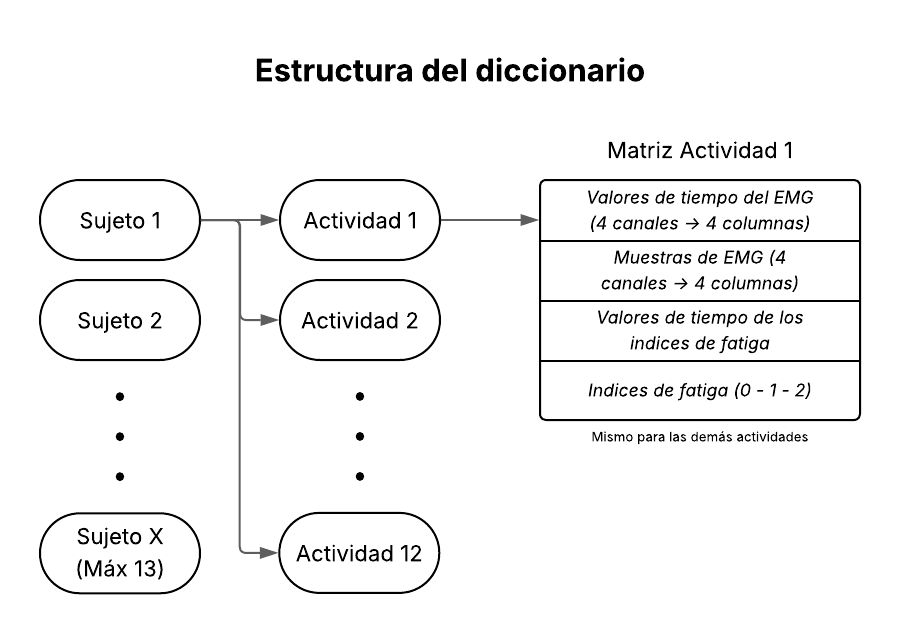 Estructura del diccionario
Matriz Actividad 1
Sujeto 1
Actividad 1
Valores de tiempo del EMG
(4 canales → 4 columnas)
Muestras de EMG (4
canales → 4 columnas)
Sujeto 2
Actividad 2
Valores de tiempo de los
indices de fatiga
Indices de fatiga (0 - 1 - 2)
Mismo para las demás actividades
Sujeto X
(Máx 13)
Actividad 12